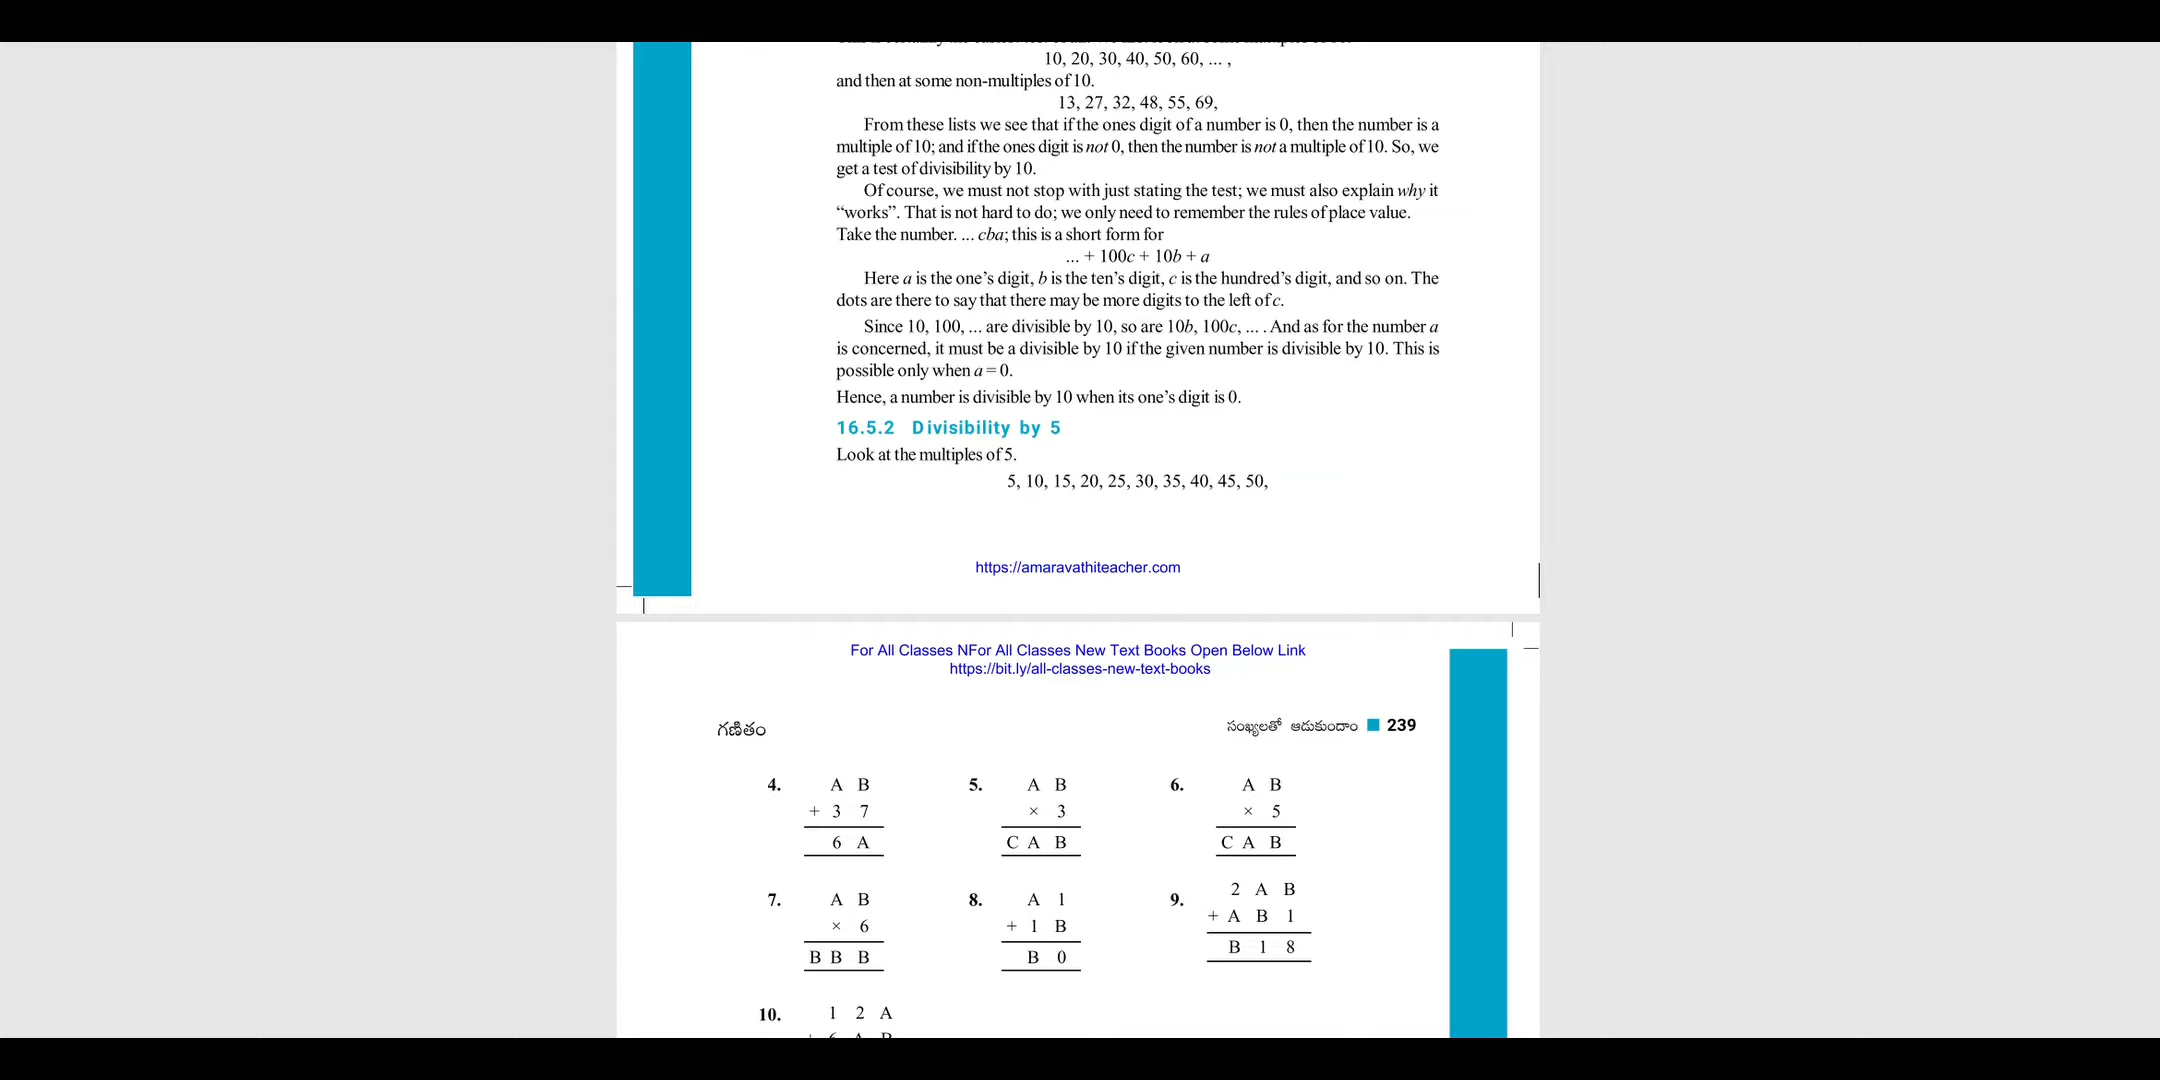 10, 20, 30, 40, 50, 60, ... ,
and then at some non-multiples of 10.
13, 27, 32, 48, 55, 69,
From these lists we see that if the ones digit of a number is 0, then the number is a
multiple of 10; and if the ones digit is not 0, then the number is not a multiple of 10. So, we
get a test of divisibility by 10.
Of course, we must not stop with just stating the test; we must also explain why it
“works”. That is not hard to do; we only need to remember the rules of place value.
Take the number. ... cba; this is a short form for
... + 100c + 10b + a
Here a is the one’s digit, b is the ten’s digit, c is the hundred’s digit, and so on. The
dots are there to say that there may be more digits to the left of c.
Since 10, 100, ... are divisible by 10, so are 10b, 100c, ... . And as for the number a
is concerned, it must be a divisible by 10 if the given number is divisible by 10. This is
possible only when a = 0.
Hence, a number is divisible by 10 when its one’s digit is 0.
16.5.2 Divisibility by 5
Look at the multiples of 5.
5, 10, 15, 20, 25, 30, 35, 40, 45, 50,
https://amaravathiteacher.com
For All Classes NFor All Classes New Text Books Open Below Link
https://bit.ly/all-classes-new-text-books
గణితం సంఖ్యలతో ఆడుకుందాం 239
4. A B 5. A B 6. A B
+ 3 7 × 3 × 5
6 A C A B C A B
7. A B 8. A 1 9. 2 A B
× 6 + 1 B + A B 1
B B B B 0 B 1 8
10. 1 2 A